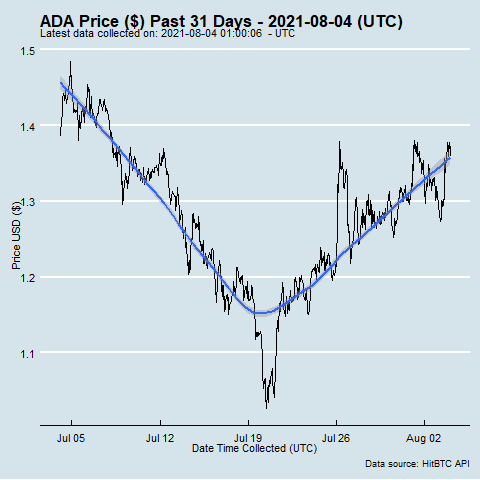 ADA Price ($) Past 31 Days - 2021-08-04 (UTC)
Latest data collected on: 2021-08-04 01:00:06  - UTC
1.5
1.4
1.3
1.2
1.1
Price USD ($)
Jul 05
Jul 12
Jul 19
Jul 26
Aug 02
Date Time Collected (UTC)
Data source: HitBTC API